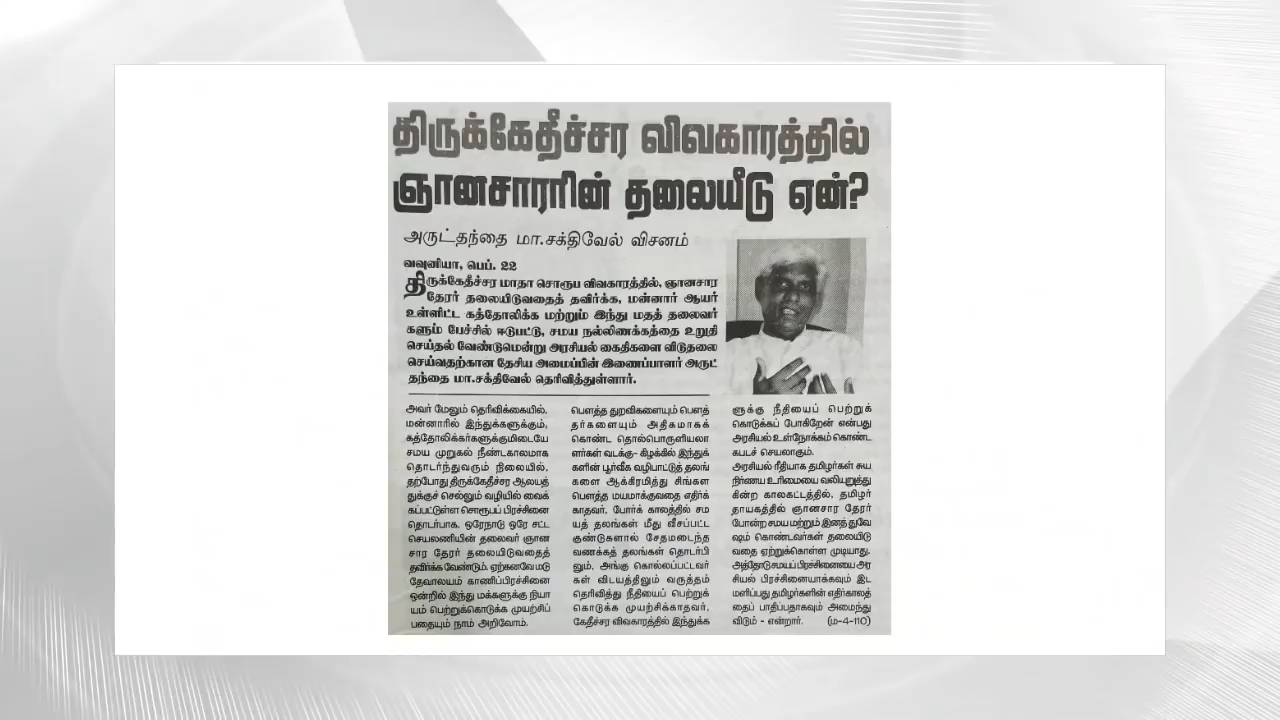 திருக்கேதீச்சர விவகாரத்தில்
ஞானசாரரின் தலையீடு ஏன்?
அருட்தந்தை மா.சக்திவேல் விசனம்
வவுனியா, பெப். 22
திருக்கேதீச்சர மாதா சொரூப விவகாரத்தில், ஞானசார
தேரர் தலையிடுவதைத் தவிர்க்க, மன்னார் ஆயர்
உள்ளிட்ட கத்தோலிக்க மற்றும் இந்து மதத் தலைவர்
களும் பேச்சில் ஈடுபட்டு, சமய நல்லிணக்கத்தை உறுதி
செய்தல் வேண்டுமென்று அரசியல் கைதிகளை விடுதலை
செய்வதற்கான தேசிய அமைப்பின் இணைப்பாளர் அருட்
தந்தை மா.சக்திவேல் தெரிவித்துள்ளார்.
அவர் மேலும் தெரிவிக்கையில்,
மன்னாரில் இந்துக்களுக்கும்,
கத்தோலிக்கர்களுக்குமிடையே
சமய முறுகல் நீண்டகாலமாக
தொடர்ந்துவரும் நிலையில்,
தற்போது திருக்கேதீச்சர ஆலயத்
துக்குச் செல்லும் வழியில் வைக்
கப்பட்டுள்ள சொரூபப் பிரச்சினை
தொடர்பாக, ஒரேநாடு ஒரே சட்ட
செயலணியின் தலைவர் ஞான
சார தேரர் தலையிடுவதைத்
தவிர்க்க வேண்டும். ஏற்கனவே மடு
தேவாலயம் காணிப்பிரச்சினை
ஒன்றில் இந்து மக்களுக்கு நியா
யம் பெற்றுக்கொடுக்க முயற்சிப்
பதையும் நாம் அறிவோம்.
பௌத்த துறவிகளையும் பௌத்
தர்களையும் அதிகமாகக்
கொண்ட தொல்பொருளியலா
ளர்கள் வடக்கு- கிழக்கில் இந்துக்
களின் பூர்வீக வழிபாட்டுத் தலங்
களை ஆக்கிரமித்து சிங்கள
பௌத்த மயமாக்குவதை எதிர்க்
காதவர், போர்க் காலத்தில் சம
யத் தலங்கள் மீது வீசப்பட்ட
குண்டுகளால் சேதமடைந்த
வணக்கத் தலங்கள் தொடர்பி
லும், அங்கு கொல்லப்பட்டவர்
கள் விடயத்திலும் வருத்தம்
தெரிவித்து நீதியைப் பெற்றுக்
கொடுக்க முயற்சிக்காதவர்,
கேதீச்சர விவகாரத்தில் இந்துக்க
ளுக்கு நீதியைப் பெற்றுக்
கொடுக்கப் போகிறேன் என்பது
அரசியல் உள்நோக்கம் கொண்ட
கபடச் செயலாகும்.
அரசியல் ரீதியாக தமிழர்கள் சுய
நிர்ணய உரிமையை வலியுறுத்து
கின்ற காலகட்டத்தில், தமிழர்
தாயகத்தில் ஞானசார தேரர்
போன்ற சமய மற்றும் இனத் துவே
ஷம் கொண்டவர்கள் தலையிடு
வதை ஏற்றுக்கொள்ள முடியாது.
அத்தோடு சமயப் பிரச்சினையை அர
சியல் பிரச்சினையாக்கவும் இட
மளிப்பது தமிழர்களின் எதிர்காலத்
தைப் பாதிப்பதாகவும் அமைந்து
விடும் - என்றார். (ம-4-110)